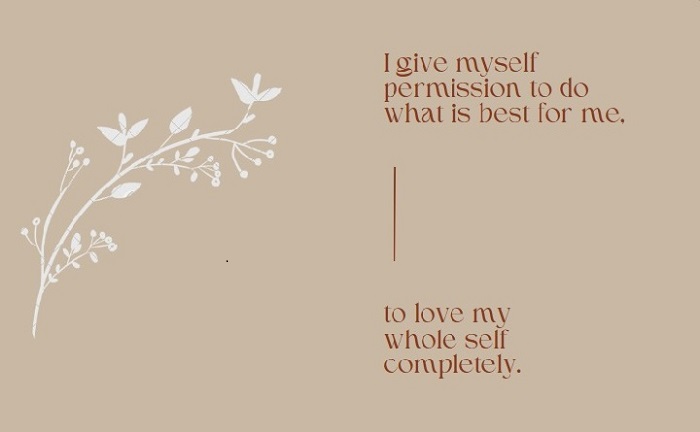 I give myself
permission to do
what is best for me,
to love my
whole self
completely.